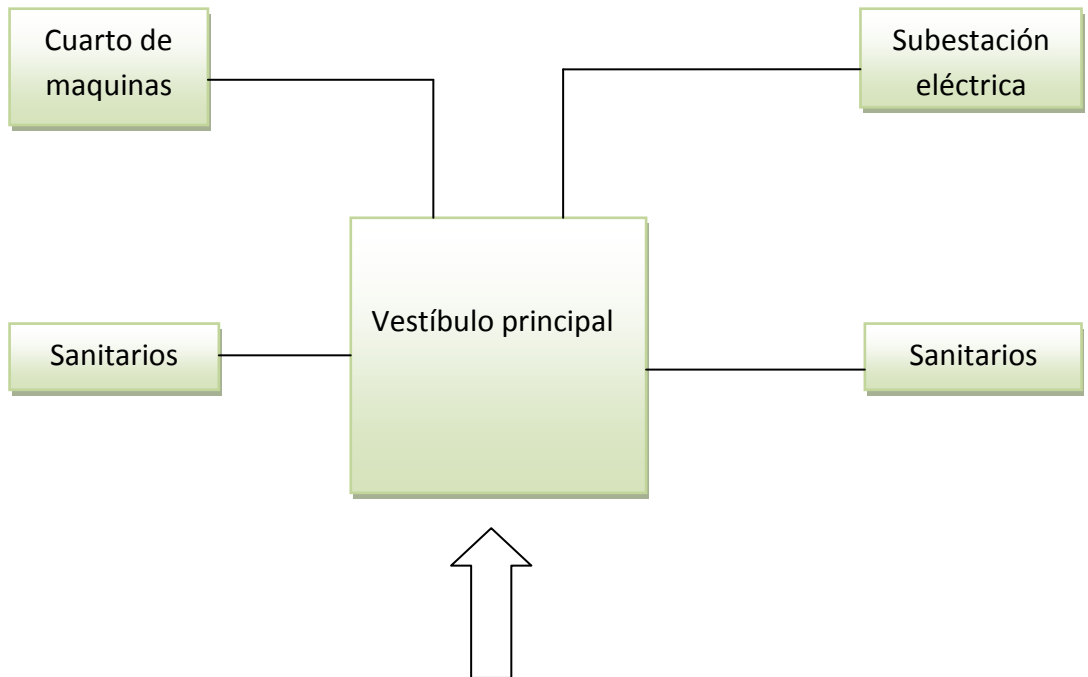 Cuarto de
maquinas
Subestación
eléctrica
Vestíbulo principal
Sanitarios
Sanitarios